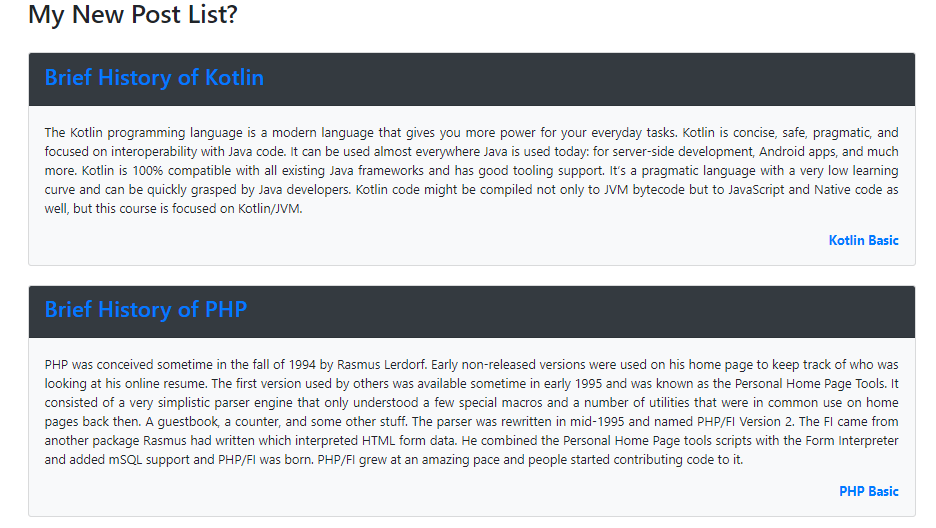 My New Post List?
Brief History of Kotlin
The Kotlin programming language is a modern language that gives you more power for your everyday tasks. Kotlin is concise, safe, pragmatic, and
focused on interoperability with Java code. It can be used almost everywhere Java is used today: for server-side development, Android apps, and much
more. Kotlin is 100% compatible with all existing Java frameworks and has good tooling support. It's a pragmatic language with a very low learning
curve and can be quickly grasped by Java developers. Kotlin code might be compiled not only to JVM bytecode but to JavaScript and Native code as
well, but this course is focused on Kotlin/JVM.
Kotlin Basic
Brief History of PHP
PHP was conceived sometime in the fall of 1994 by Rasmus Lerdorf. Early non-released versions were used on his home page to keep track of who was
looking at his online resume. The first version used by others was available sometime in early 1995 and was known as the Personal Home Page Tools. It
consisted of a very simplistic parser engine that only understood a few special macros and a number of utilities that were in common use on home
pages back then. A guestbook, a counter, and some other stuff. The parser was rewritten in mid-1995 and named PHP/FI Version 2. The FI came from
another package Rasmus had written which interpreted HTML form data. He combined the Personal Home Page tools scripts with the Form Interpreter
and added mSQL support and PHP/FI was born. PHP/FI grew at an amazing pace and people started contributing code to it.
PHP Basic